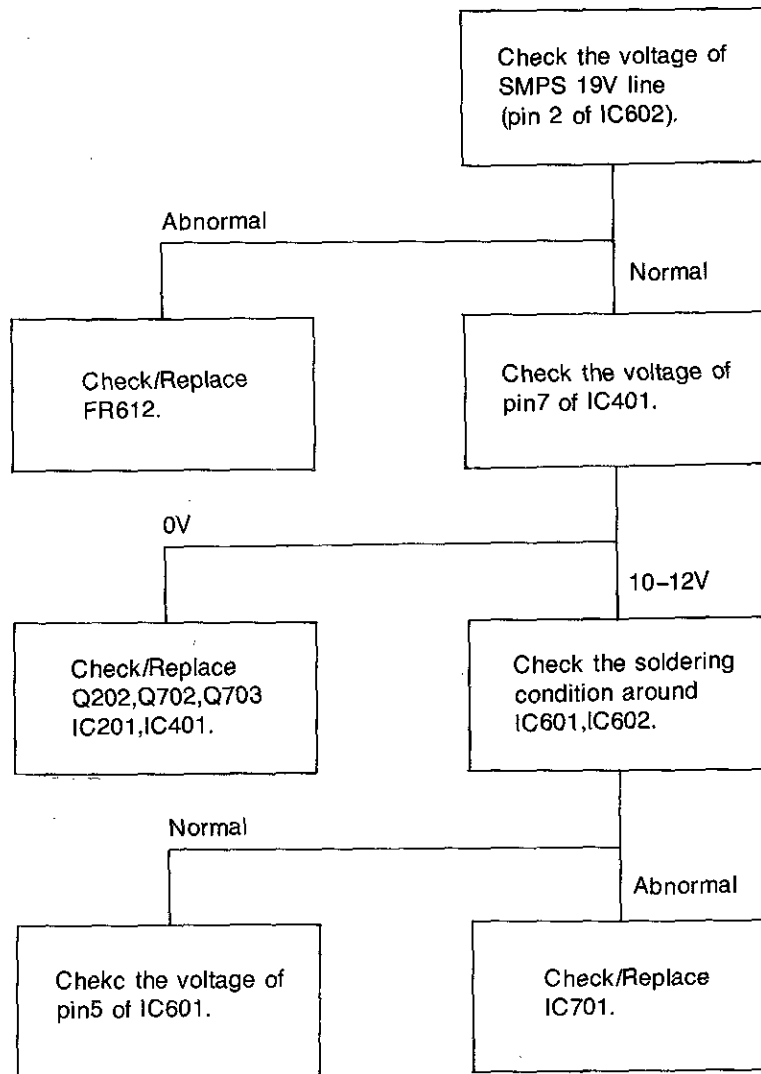 Check the voltage of
SMPS 19V line
(pin 2 of IC602).
Abnormal
Normal
Check/Replace
FR612.
Check the voltage of
pin7 of IC401.
0V
10–12V
Check/Replace
Q202,Q702,Q703
IC201,IC401.
Check the soldering
condition around
IC601,IC602.
Normal
Abnormal
Chekc the voltage of
pin5 of IC601.
Check/Replace
IC701.